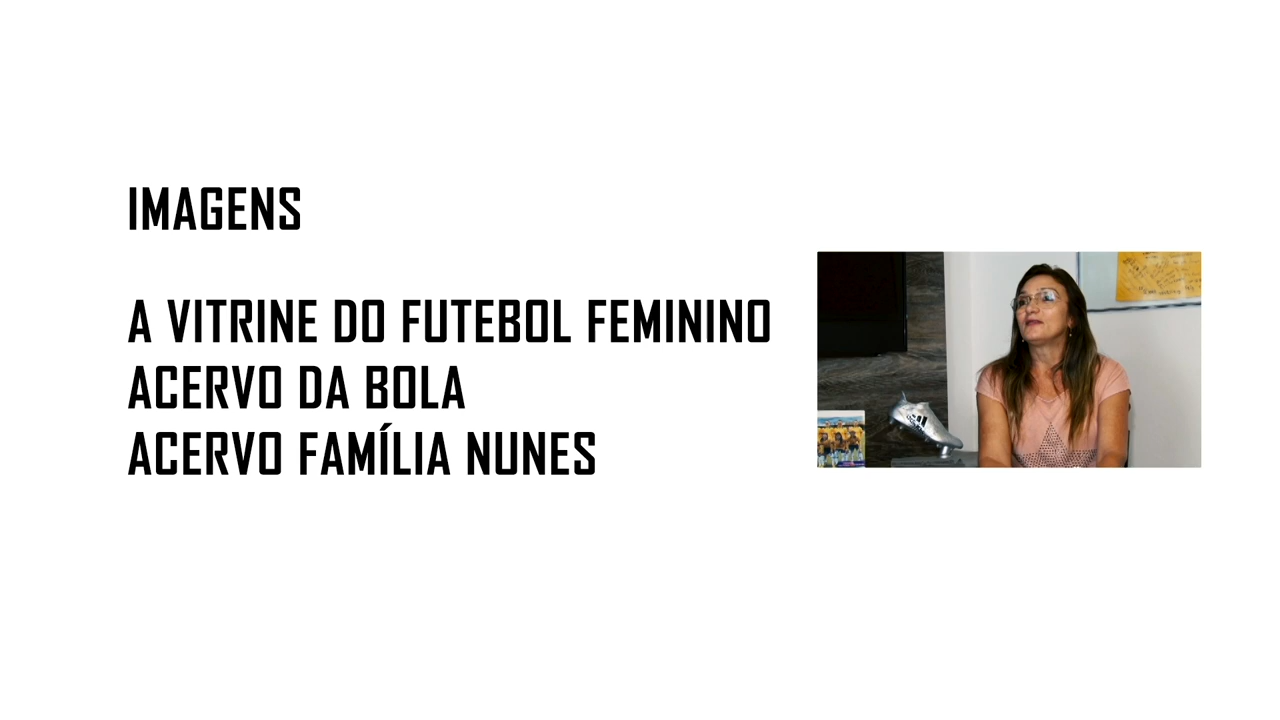 IMAGENS
A VITRINE DO FUTEBOL FEMININO
ACERVO DA BOLA
ACERVO FAMÍLIA NUNES